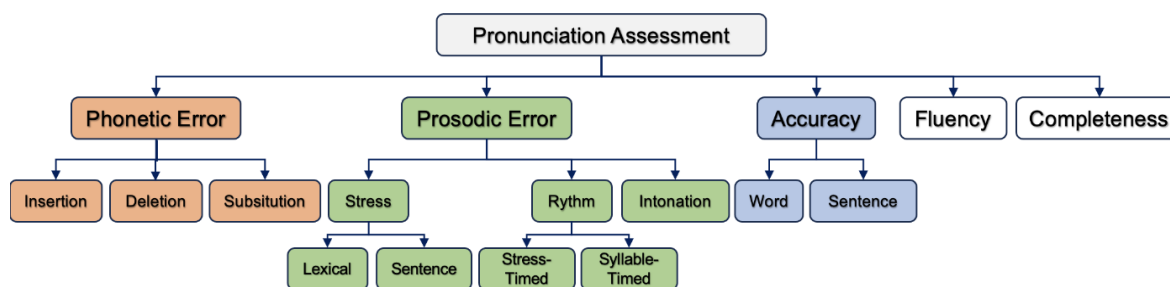 Pronunciation Assessment
Phonetic Error
Prosodic Error
Accuracy
Fluency
Completeness
Insertion
Deletion
Subsitution
Stress
Rythm
Intonation
Word
Sentence
Lexical
Sentence
Stress-
Timed
Syllable-
Timed